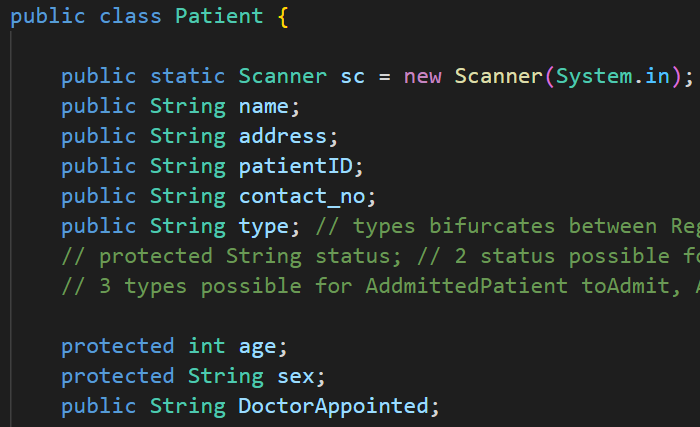 public class Patient {
public static Scanner sc = new Scanner(System.in);
public String name;
public String address;
public String patientID;
public String contact_no;
public String type; // types bifurcates between
// protected String status; // 2 status possible
// 3 types possible for AddmittedPatient toAdmit,
protected int age;
protected String sex;
public String DoctorAppointed;